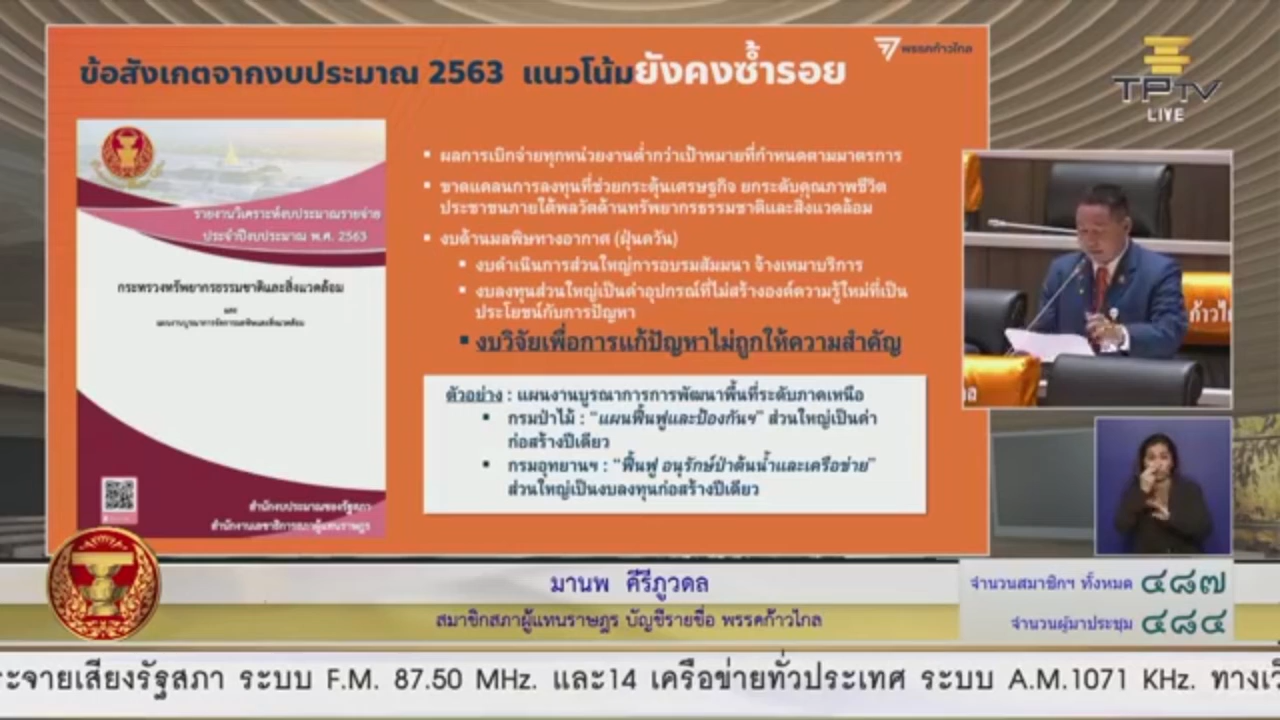 ข้อสังเกตจากงบประมาณ 2563 แนวโน้มยังคงซ้ำรอย
พรรคก้าวไกล
TPTV
LIVE
รายงานวิเคราะห์งบประมาณรายจ่าย
ประจำปีงบประมาณ พ.ศ. 2563
กระทรวงทรัพยากรธรรมชาติและสิ่งแวดล้อม
และ
สำนักงบประมาณของรัฐสภา
สำนักงานเลขาธิการสภาผู้แทนราษฎร
▪ ผลการเบิกจ่ายทุกหน่วยงานต่ำกว่าเป้าหมายที่กำหนดตามมาตรการ
▪ ขาดแคลนการลงทุนที่ช่วยกระตุ้นเศรษฐกิจ ยกระดับคุณภาพชีวิต
ประชาชนภายใต้พลวัตด้านทรัพยากรธรรมชาติและสิ่งแวดล้อม
▪ งบด้านมลพิษทางอากาศ (ฝุ่นควัน)
▪ งบดำเนินการส่วนใหญ่การอบรมสัมมนา จ้างเหมาบริการ
▪ งบลงทุนส่วนใหญ่เป็นค่าอุปกรณ์ที่ไม่สร้างองค์ความรู้ใหม่ที่เป็น
ประโยชน์กับการปัญหา
▪ งบวิจัยเพื่อการแก้ปัญหาไม่ถูกให้ความสำคัญ
ตัวอย่าง : แผนงานบูรณาการการพัฒนาพื้นที่ระดับภาคเหนือ
▪ กรมป่าไม้ : “แผนฟื้นฟูและป้องกันฯ” ส่วนใหญ่เป็นค่า
ก่อสร้างปีเดียว
▪ กรมอุทยานฯ : “ฟื้นฟู อนุรักษ์ป่าต้นน้ำและเครือข่าย”
ส่วนใหญ่เป็นงบลงทุนก่อสร้างปีเดียว
ก้าวไ
มานพ คีรีภูวดล
สมาชิกสภาผู้แทนราษฎร บัญชีรายชื่อ พรรคก้าวไกล
จำนวนสมาชิกฯ ทั้งหมด ๔๘๗
จำนวนผู้มาประชุม ๔๘๔
ระจายเสียงรัฐสภา ระบบ F.M. 87.50 MHz. และ14 เครือข่ายทั่วประเทศ ระบบ A.M.1071 KHz. ทางเว็